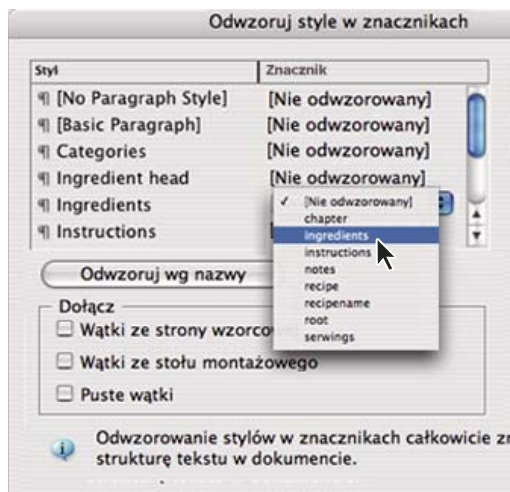 Odwzoruj style w znacznikach
Styl Znacznik
¶ [No Paragraph Style] [Nie odwzorowany]
¶ [Basic Paragraph] [Nie odwzorowany]
¶ Categories [Nie odwzorowany]
¶ Ingredient head [Nie odwzorowany]
¶ Ingredients
¶ Instructions
✓ [Nie odwzorowany]
chapter
ingredients
instructions
notes
recipe
recipename
root
serwings
Odwzoruj wg nazwy
Dołącz
Wątki ze strony wzorco
Wątki ze stołu montażowego
Puste wątki
Odwzorowanie stylów w znacznikach całkowicie zr
strukturę tekstu w dokumencie.